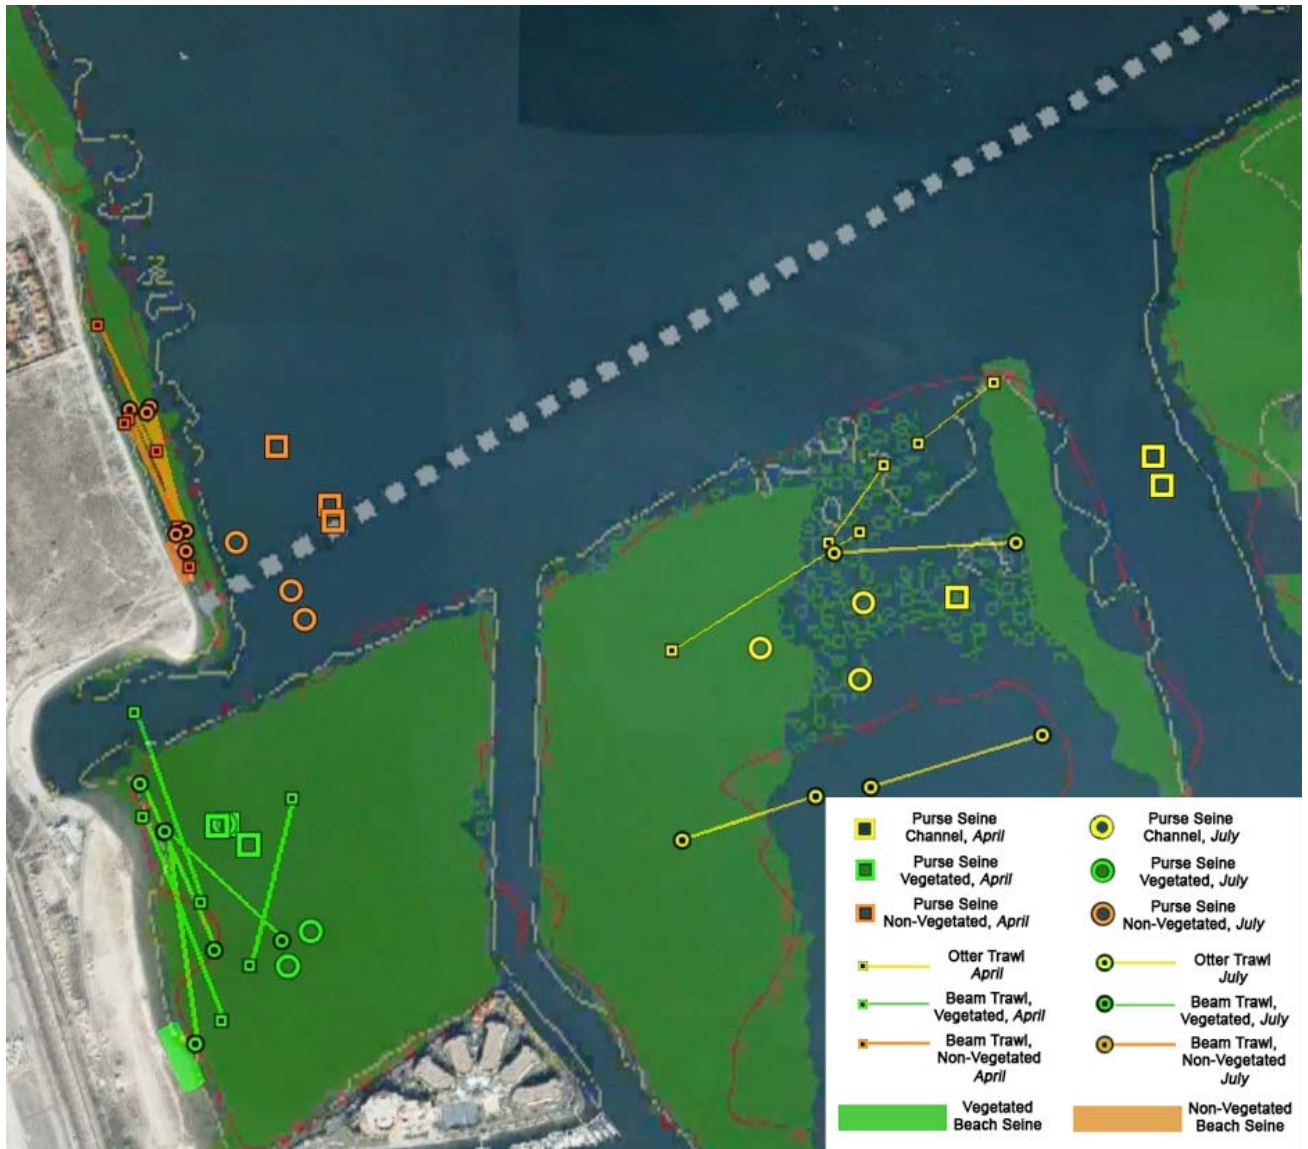 Purse Seine
Channel, April
Purse Seine
Channel, July
Purse Seine
Vegetated, April
Purse Seine
Vegetated, July
Purse Seine
Non-Vegetated, April
Purse Seine
Non-Vegetated, July
Otter Trawl
April
Otter Trawl
July
Beam Trawl,
Vegetated, April
Beam Trawl,
Vegetated, July
Beam Trawl,
Non-Vegetated
April
Beam Trawl,
Non-Vegetated
July
Vegetated
Beach Seine
Non-Vegetated
Beach Seine